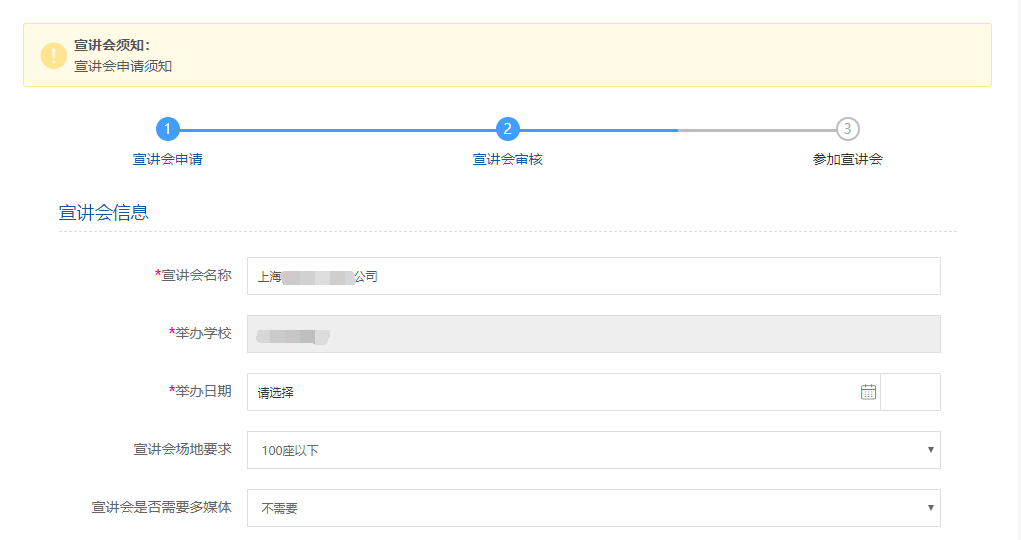 宣讲会须知:
宣讲会申请须知
1 2 3
宣讲会申请 宣讲会审核 参加宣讲会
宣讲会信息
*宣讲会名称 上海 公司
*举办学校
*举办日期 请选择
宣讲会场地要求 100座以下
宣讲会是否需要多媒体 不需要